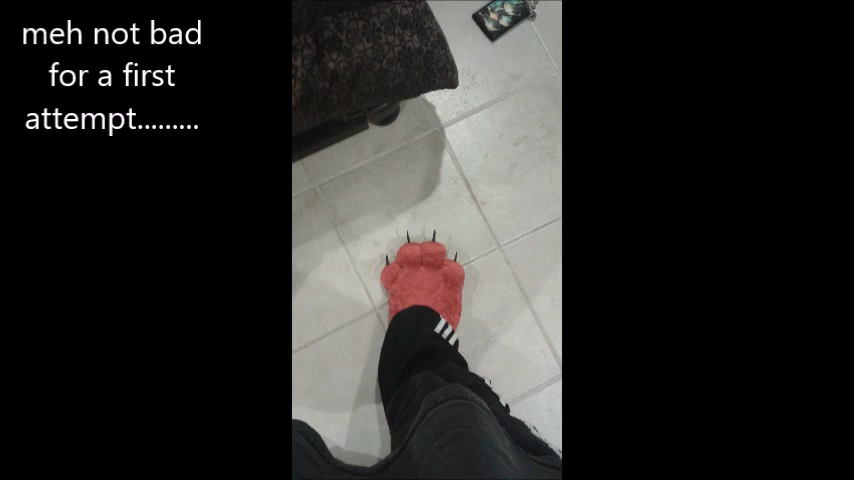 meh not bad
for a first
attempt.........